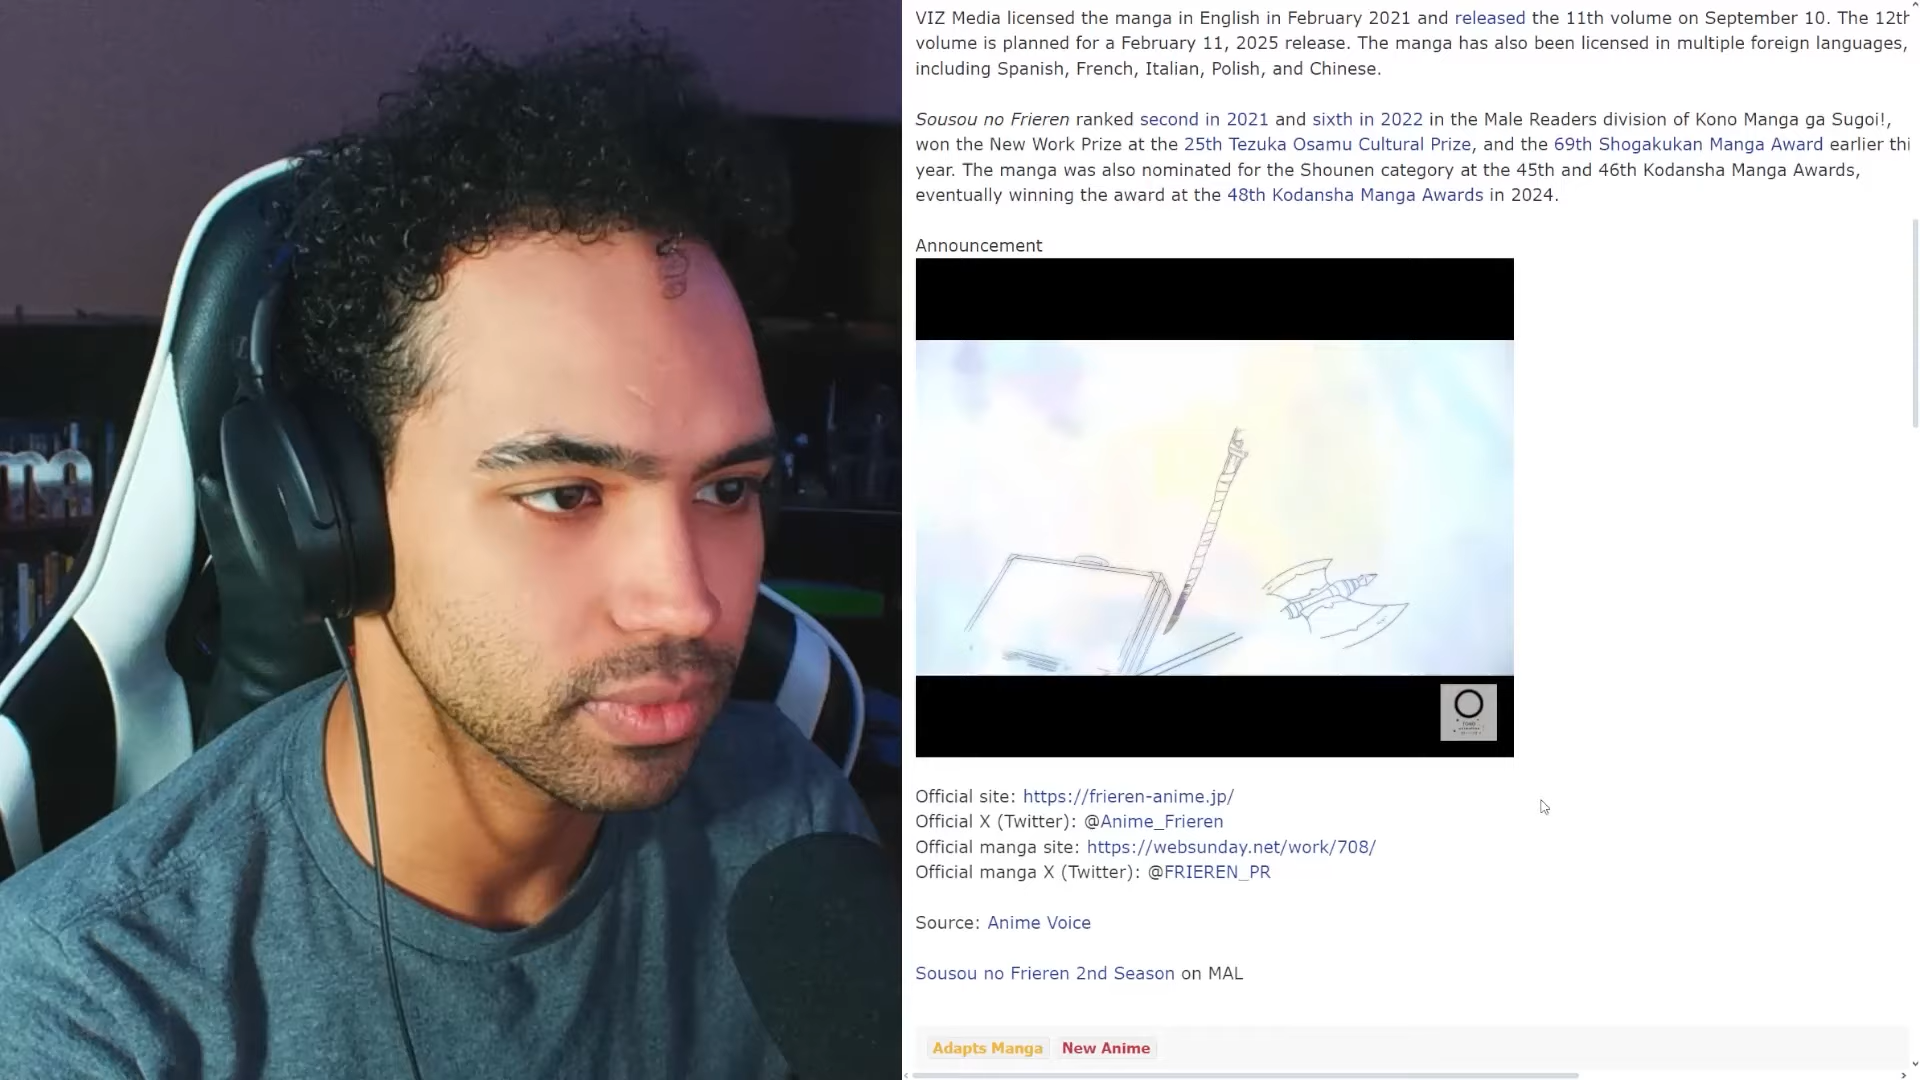 VIZ Media licensed the manga in English in February 2021 and released the 11th volume on September 10. The 12th
volume is planned for a February 11, 2025 release. The manga has also been licensed in multiple foreign languages,
including Spanish, French, Italian, Polish, and Chinese.
Sousou no Frieren ranked second in 2021 and sixth in 2022 in the Male Readers division of Kono Manga ga Sugoi!,
won the New Work Prize at the 25th Tezuka Osamu Cultural Prize, and the 69th Shogakukan Manga Award earlier thi
year. The manga was also nominated for the Shounen category at the 45th and 46th Kodansha Manga Awards,
eventually winning the award at the 48th Kodansha Manga Awards in 2024.
Announcement
Official site: https://frieren-anime.jp/
Official X (Twitter): @Anime_Frieren
Official manga site: https://websunday.net/work/708/
Official manga X (Twitter): @FRIEREN_PR
Source: Anime Voice
Sousou no Frieren 2nd Season on MAL
Adapts Manga New Anime